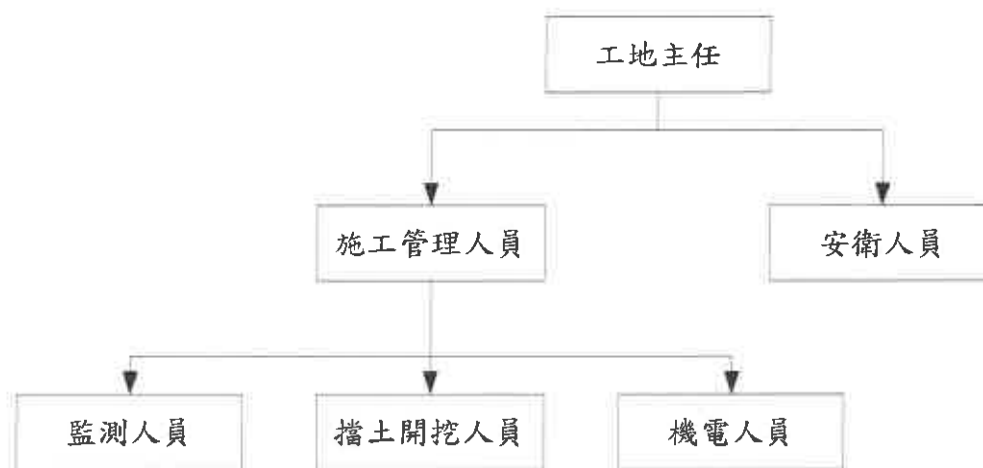 工地主任
施工管理人員
安衛人員
監測人員
擋土開挖人員
機電人員